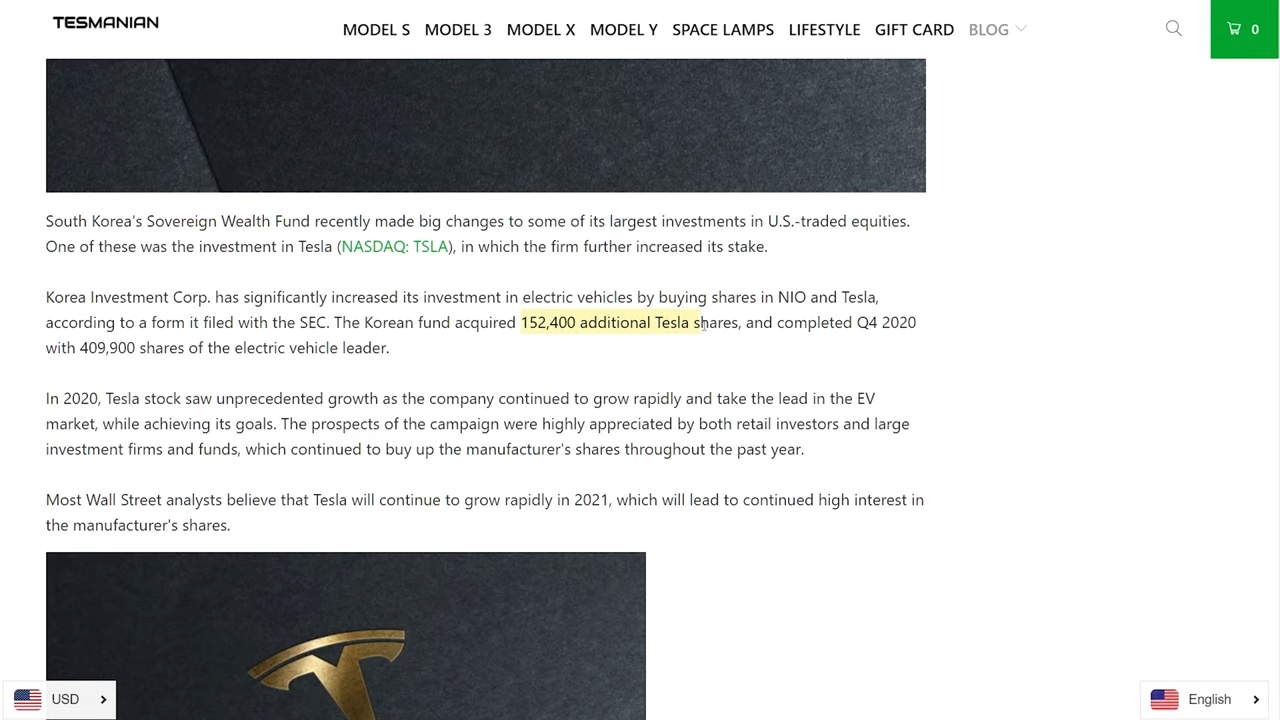 TESMANIAN
MODEL S MODEL 3 MODEL X MODEL Y SPACE LAMPS LIFESTYLE GIFT CARD BLOG
0
South Korea's Sovereign Wealth Fund recently made big changes to some of its largest investments in U.S.-traded equities.
One of these was the investment in Tesla (NASDAQ: TSLA), in which the firm further increased its stake.
Korea Investment Corp. has significantly increased its investment in electric vehicles by buying shares in NIO and Tesla,
according to a form it filed with the SEC. The Korean fund acquired 152,400 additional Tesla shares, and completed Q4 2020
with 409,900 shares of the electric vehicle leader.
In 2020, Tesla stock saw unprecedented growth as the company continued to grow rapidly and take the lead in the EV
market, while achieving its goals. The prospects of the campaign were highly appreciated by both retail investors and large
investment firms and funds, which continued to buy up the manufacturer's shares throughout the past year.
Most Wall Street analysts believe that Tesla will continue to grow rapidly in 2021, which will lead to continued high interest in
the manufacturer's shares.
USD
English